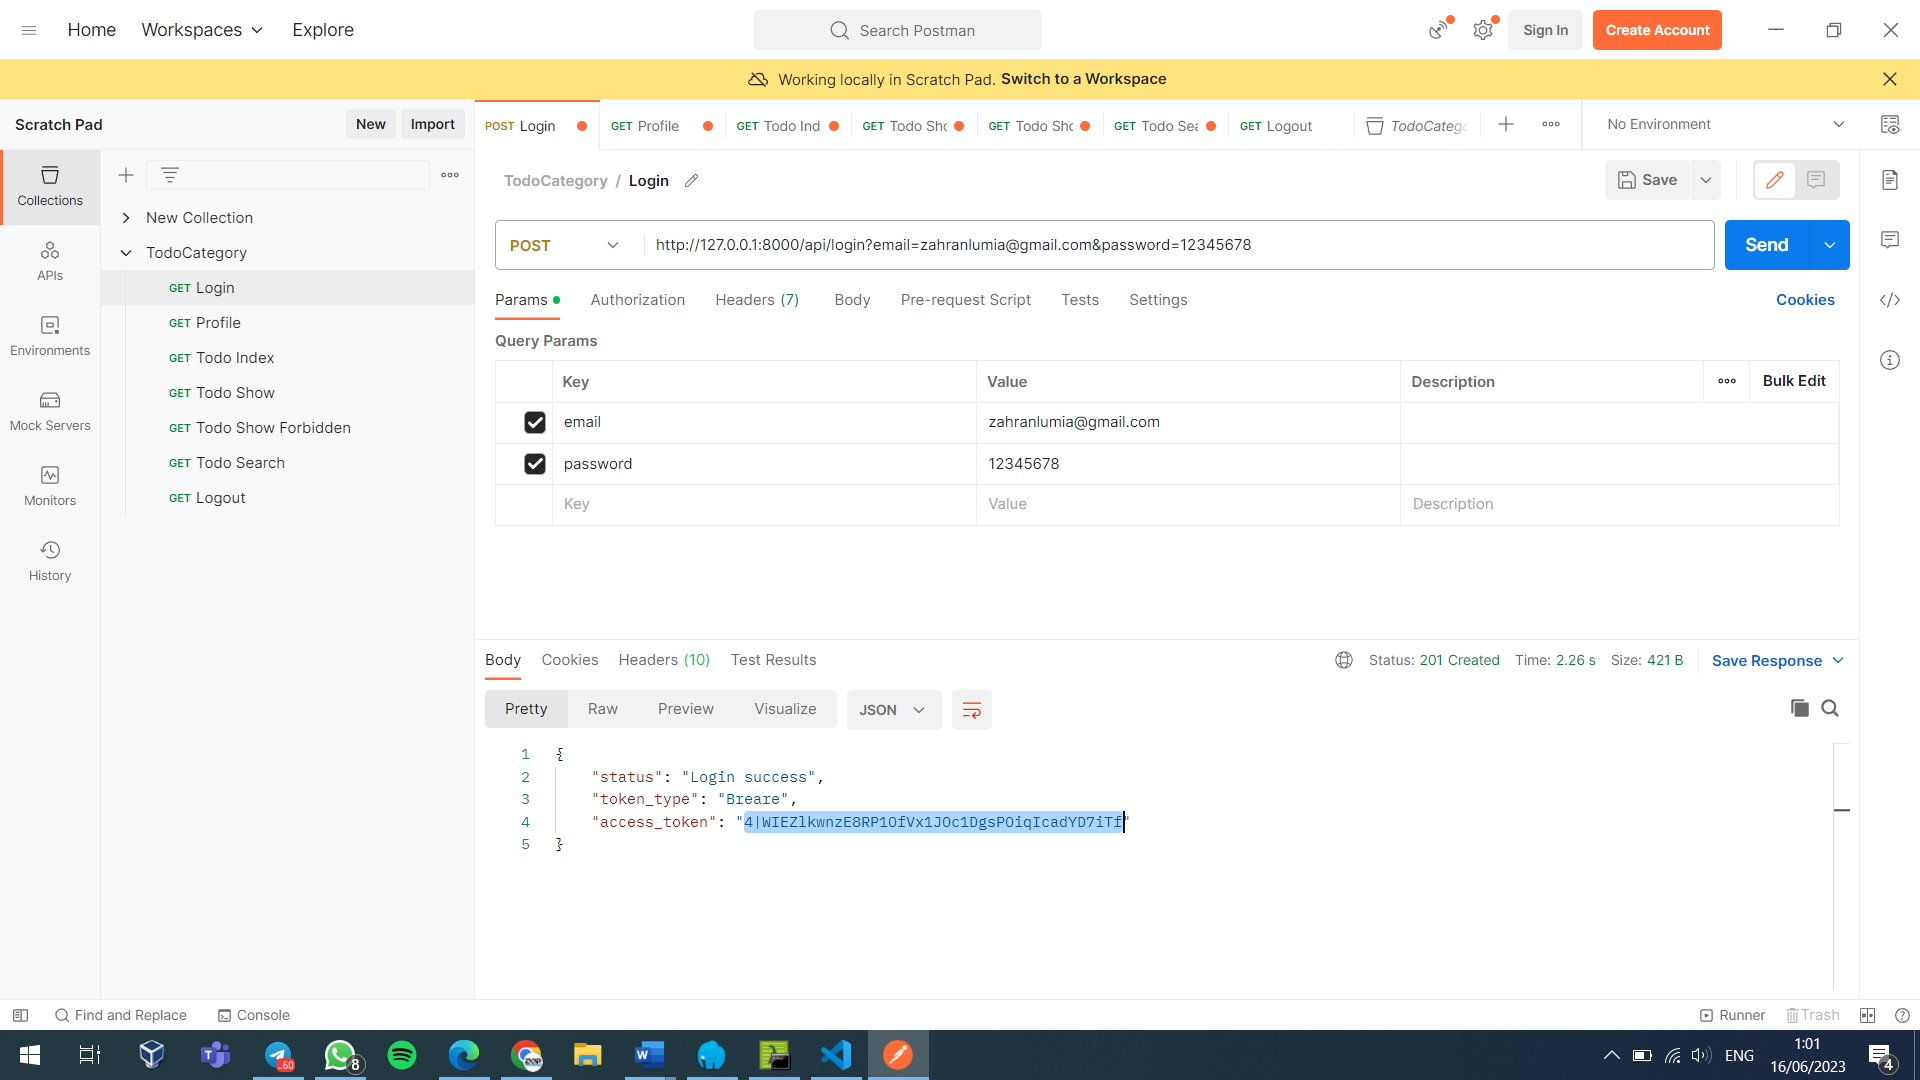 Home
Workspaces
Explore
Search Postman
Sign In
Create Account
Working locally in Scratch Pad. Switch to a Workspace
Scratch Pad
New
Import
POST Login
GET Profile
GET Todo Ind
GET Todo Sho
GET Todo Sho
GET Todo Sea
GET Logout
TodoCatego
No Environment
Collections
APIs
Environments
Mock Servers
Monitors
History
New Collection
TodoCategory
GET Login
GET Profile
GET Todo Index
GET Todo Show
GET Todo Show Forbidden
GET Todo Search
GET Logout
TodoCategory / Login
Save
POST
http://127.0.0.1:8000/api/login?email=zahranlumia@gmail.com&password=12345678
Send
Params
Authorization
Headers (7)
Body
Pre-request Script
Tests
Settings
Cookies
Query Params
Key Value Description
Bulk Edit
email zahranlumia@gmail.com
password 12345678
Key Value Description
Body
Cookies
Headers (10)
Test Results
Status: 201 Created Time: 2.26 s Size: 421 B
Save Response
Pretty
Raw
Preview
Visualize
JSON
1 {
2 "status": "Login success",
3 "token_type": "Breare",
4 "access_token": "4|WIEZlkwnzE8RP1OfVx1JOc1DgsPOiqIcadYD7iTf"
5 }
Find and Replace
Console
Runner
Trash
.60
8
ENG
1:01
16/06/2023
4